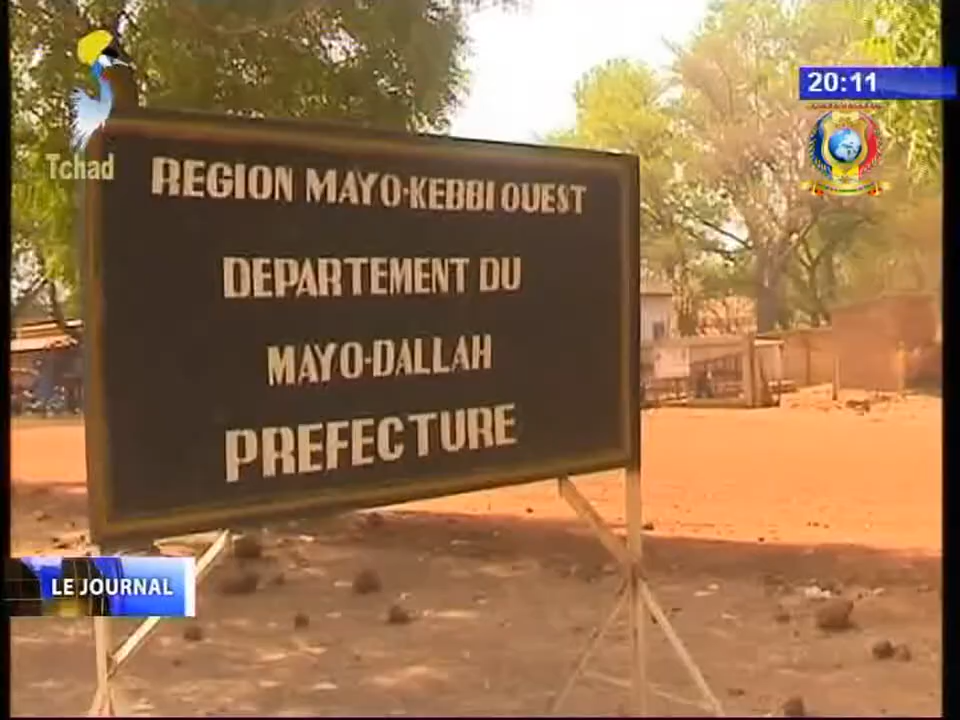 20:11
Tchad
REGION MAYO-KEBBI OUEST
DEPARTEMENT DU
MAYO-DALLAH
PREFECTURE
LE JOURNAL